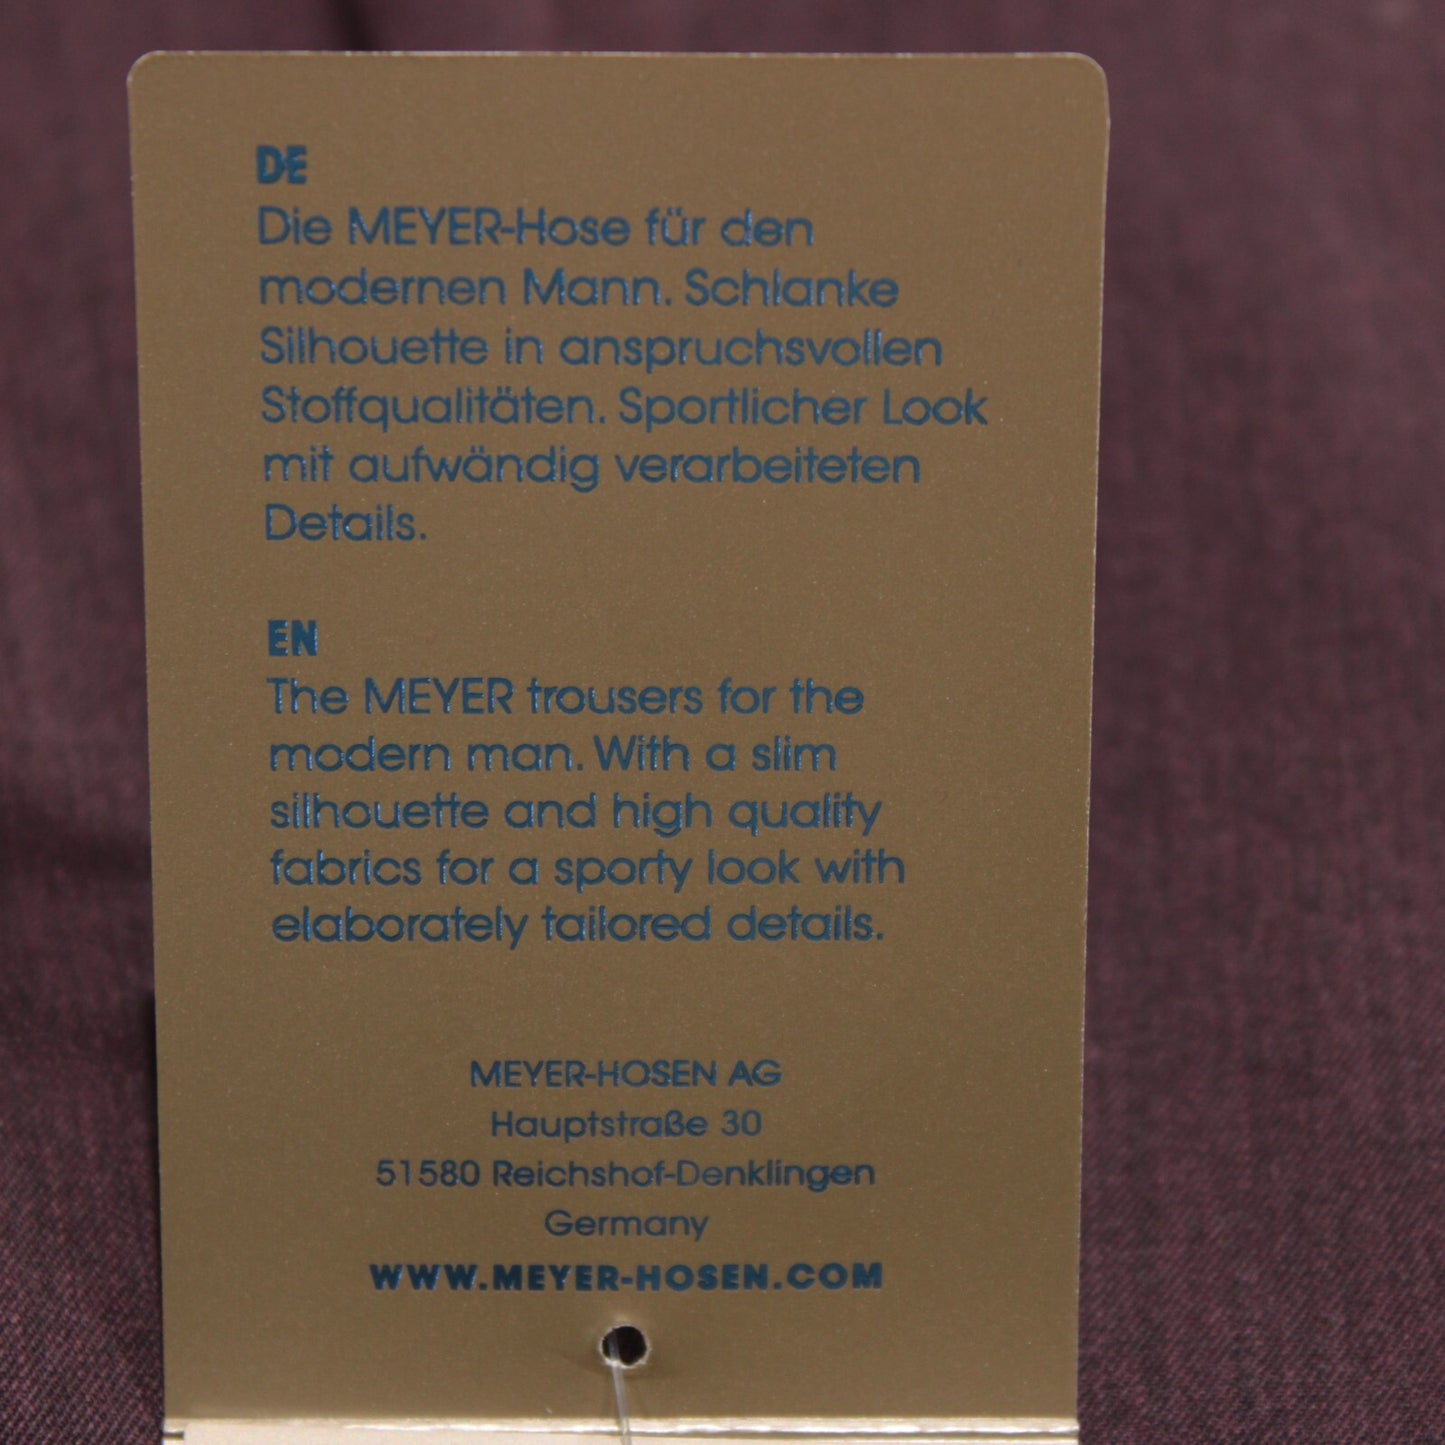 DE
Die MEYER-Hose für den
modernen Mann. Schlanke
Silhouette in anspruchsvollen
Stoffqualitäten. Sportlicher Look
mit aufwändig verarbeiteten
Details.
EN
The MEYER trousers for the
modern man. With a slim
silhouette and high quality
fabrics for a sporty look with
elaborately tailored details.
MEYER-HOSEN AG
Hauptstraße 30
51580 Reichshof-Denklingen
Germany
WWW.MEYER-HOSEN.COM